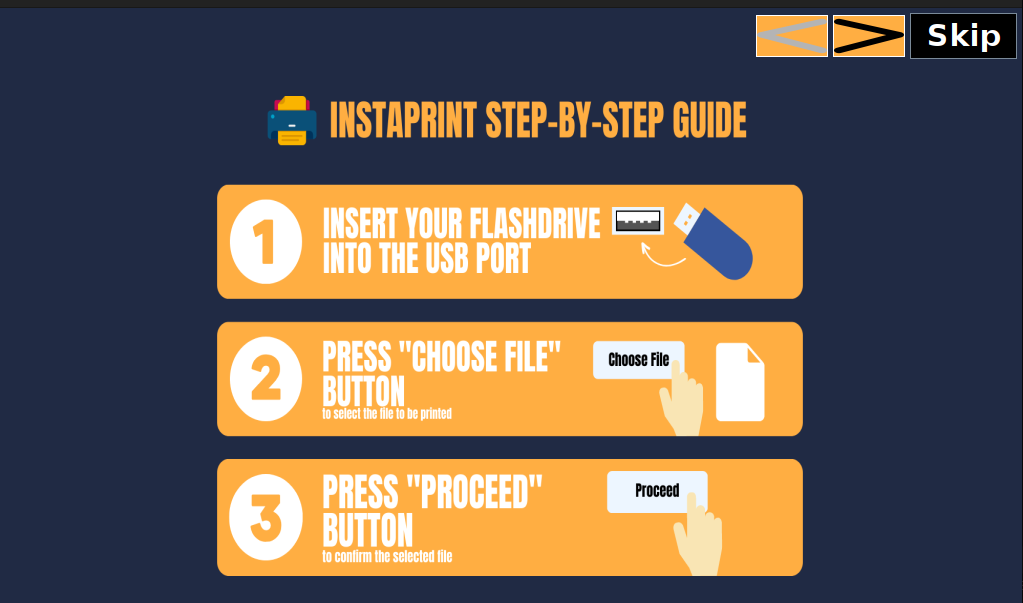 Skip
INSTAPRINT STEP-BY-STEP GUIDE
1
INSERT YOUR FLASHDRIVE
INTO THE USB PORT
2
PRESS "CHOOSE FILE"
BUTTON
to select the file to be printed
Choose File
3
PRESS "PROCEED"
BUTTON
to confirm the selected file
Proceed